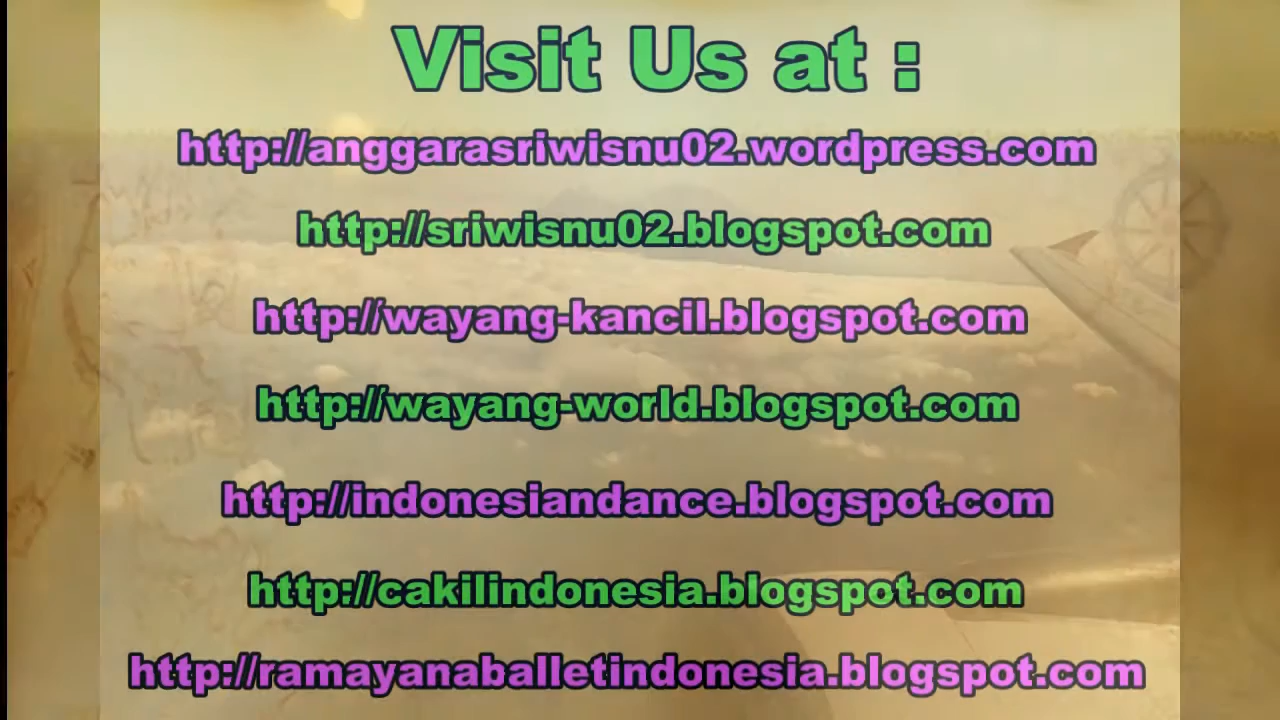 Visit Us at :
http://anggarasriwisnu02.wordpress.com
http://sriwisnu02.blogspot.com
http://wayang-kancil.blogspot.com
http://wayang-world.blogspot.com
http://indonesiandance.blogspot.com
http://cakilindonesia.blogspot.com
http://ramayanaballetindonesia.blogspot.com